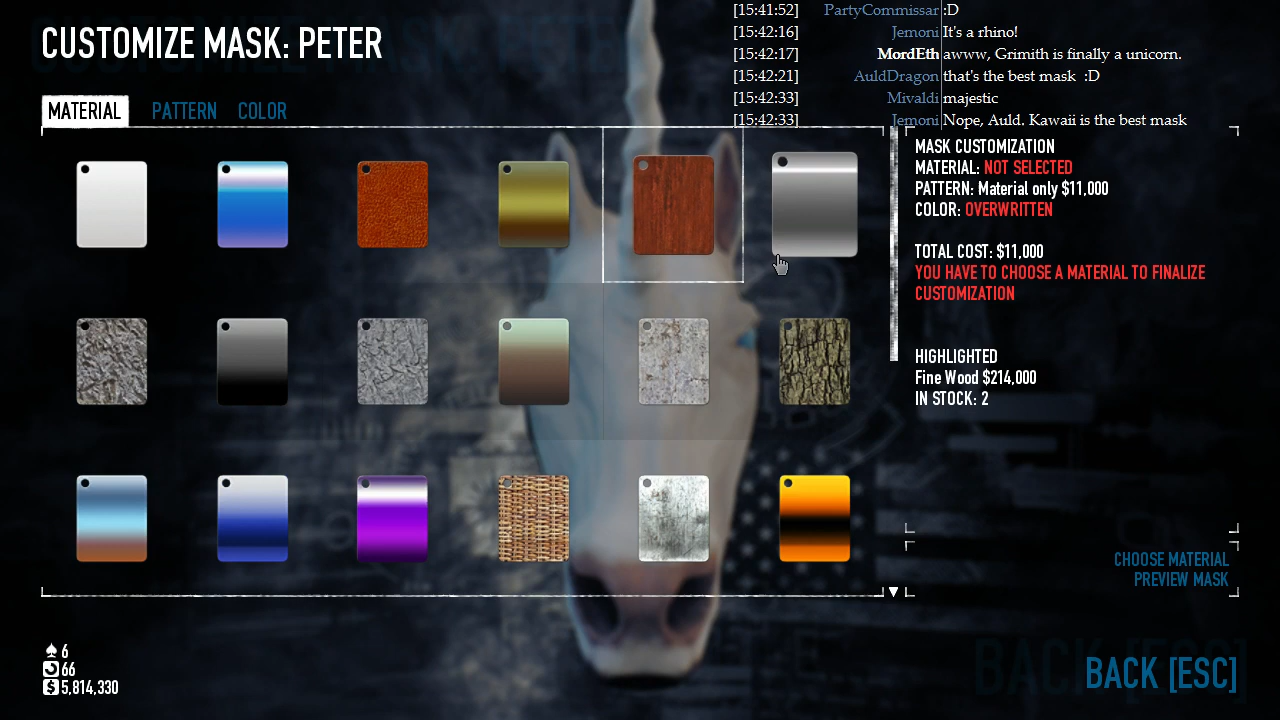 CUSTOMIZE MASK: PETER
[15:41:52] PartyCommissar :D
[15:42:16] Jemoni It's a rhino!
[15:42:17] MordEth awww, Grimith is finally a unicorn.
[15:42:21] AuldDragon that's the best mask :D
[15:42:33] Mivaldi majestic
[15:42:33] Jemoni Nope, Auld. Kawaii is the best mask
MATERIAL PATTERN COLOR
MASK CUSTOMIZATION
MATERIAL: NOT SELECTED
PATTERN: Material only $11,000
COLOR: OVERWRITTEN
TOTAL COST: $11,000
YOU HAVE TO CHOOSE A MATERIAL TO FINALIZE
CUSTOMIZATION
HIGHLIGHTED
Fine Wood $214,000
IN STOCK: 2
CHOOSE MATERIAL
PREVIEW MASK
6
66
$ 5,814,330
BACK [ESC]